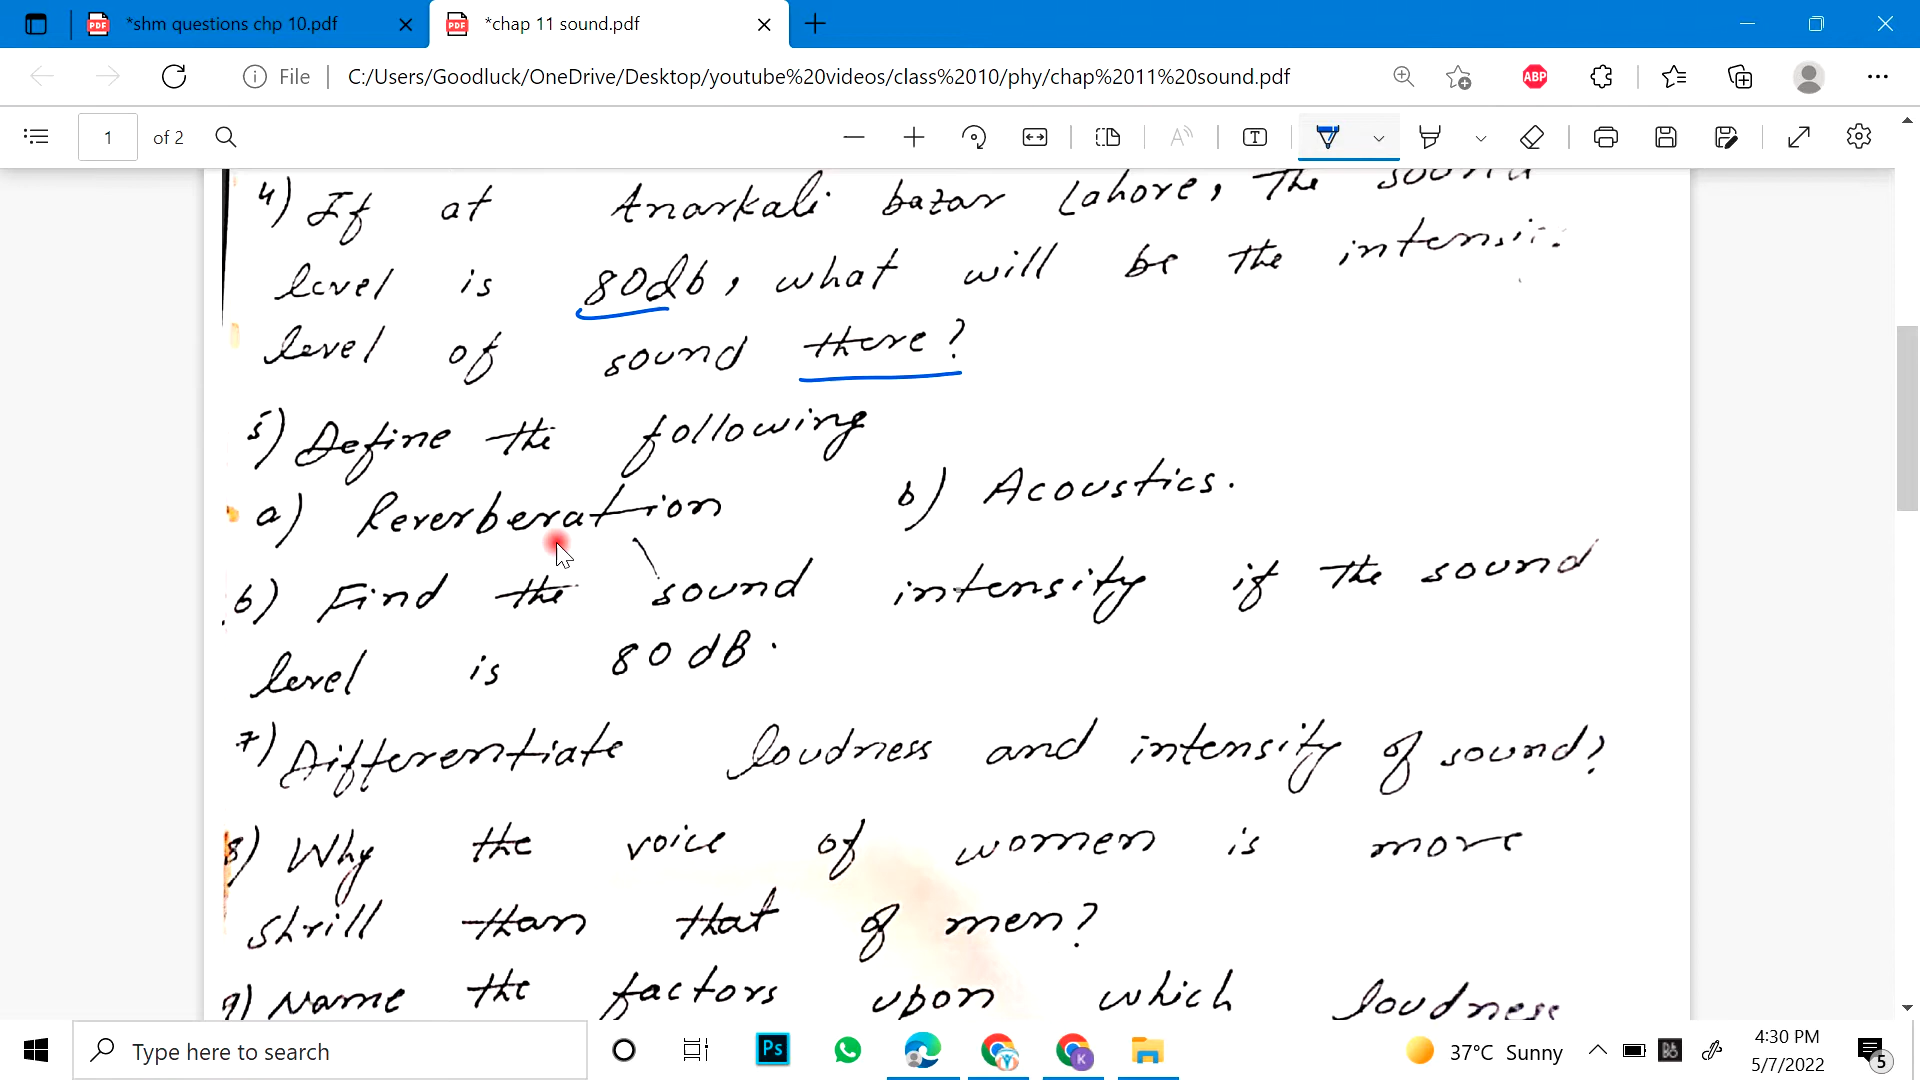 *shm questions chp 10.pdf
*chap 11 sound.pdf
File
C:/Users/Goodluck/OneDrive/Desktop/youtube%20videos/class%2010/phy/chap%2011%20sound.pdf
ABP
1 of 2
4) If at Anarkali bazar Lahore, The sound
level is 80db, what will be the intensi
level of sound there?
5) Define the following
a) Reverberation b) Acoustics.
6) Find the sound intensity if the sound
level is 80 dB.
7) Differentiate loudness and intensity of sound?
8) Why the voice of women is more
shrill than that of men?
9) Name the factors upon which loudness
Type here to search
Ps
K
37°C Sunny
4:30 PM
5/7/2022
5